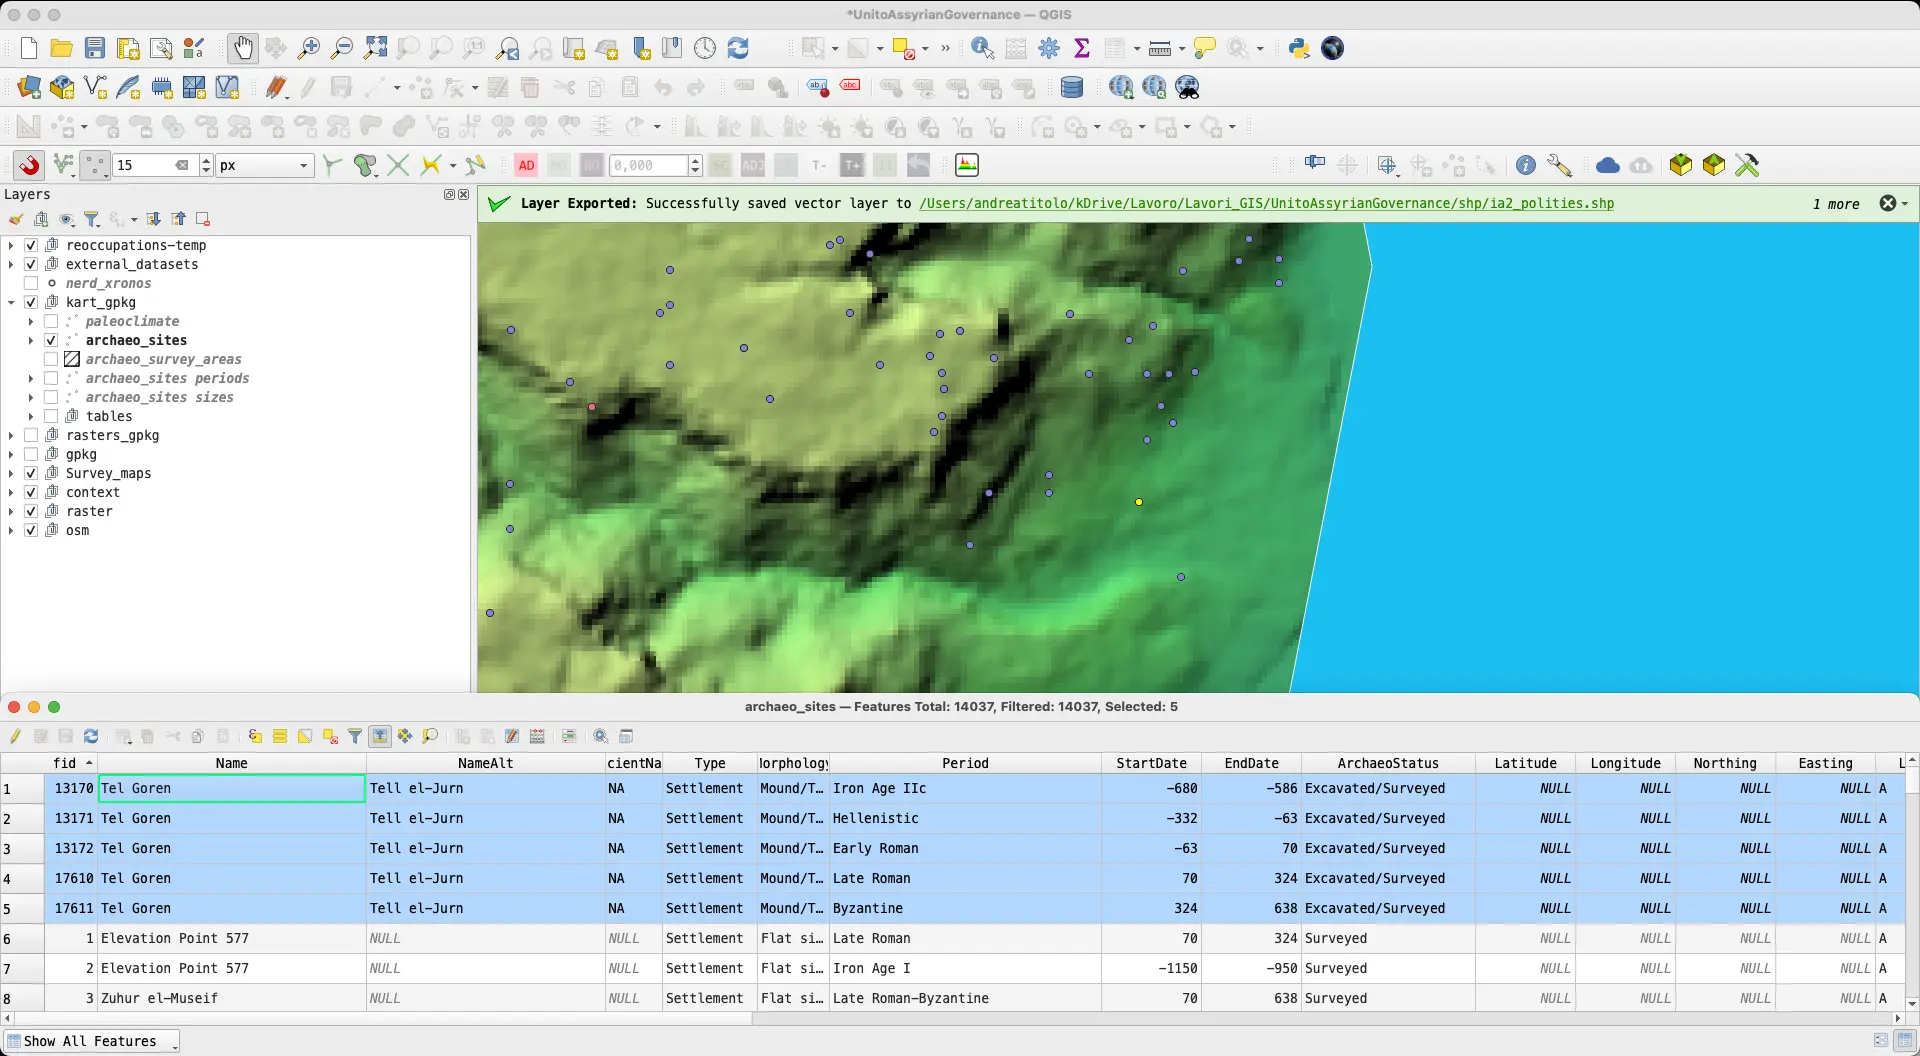 *UnitoAssyrianGovernance — QGIS
15
px
AD
0,000
SC
ADJ
T-
T+
Layers
Layer Exported: Successfully saved vector layer to /Users/andreatitolo/kDrive/Lavoro/Lavori_GIS/UnitoAssyrianGovernance/shp/ia2_polities.shp
1 more
reoccupations-temp
external_datasets
nerd_xronos
kart_gpkg
paleoclimate
archaeo_sites
archaeo_survey_areas
archaeo_sites periods
archaeo_sites sizes
tables
rasters_gpkg
gpkg
Survey_maps
context
raster
osm
archaeo_sites — Features Total: 14037, Filtered: 14037, Selected: 5
fid Name NameAlt cientNa Type lorpholog Period StartDate EndDate ArchaeoStatus Latitude Longitude Northing Easting L
1 13170 Tel Goren Tell el-Jurn NA Settlement Mound/T… Iron Age IIc -680 -586 Excavated/Surveyed NULL NULL NULL NULL A
2 13171 Tel Goren Tell el-Jurn NA Settlement Mound/T… Hellenistic -332 -63 Excavated/Surveyed NULL NULL NULL NULL A
3 13172 Tel Goren Tell el-Jurn NA Settlement Mound/T… Early Roman -63 70 Excavated/Surveyed NULL NULL NULL NULL A
4 17610 Tel Goren Tell el-Jurn NA Settlement Mound/T… Late Roman 70 324 Excavated/Surveyed NULL NULL NULL NULL A
5 17611 Tel Goren Tell el-Jurn NA Settlement Mound/T… Byzantine 324 638 Excavated/Surveyed NULL NULL NULL NULL A
6 1 Elevation Point 577 NULL NULL Settlement Flat si… Late Roman 70 324 Surveyed NULL NULL NULL NULL A
7 2 Elevation Point 577 NULL NULL Settlement Flat si… Iron Age I -1150 -950 Surveyed NULL NULL NULL NULL A
8 3 Zuhur el-Museif NULL NULL Settlement Flat si… Late Roman-Byzantine 70 638 Surveyed NULL NULL NULL NULL A
Show All Features